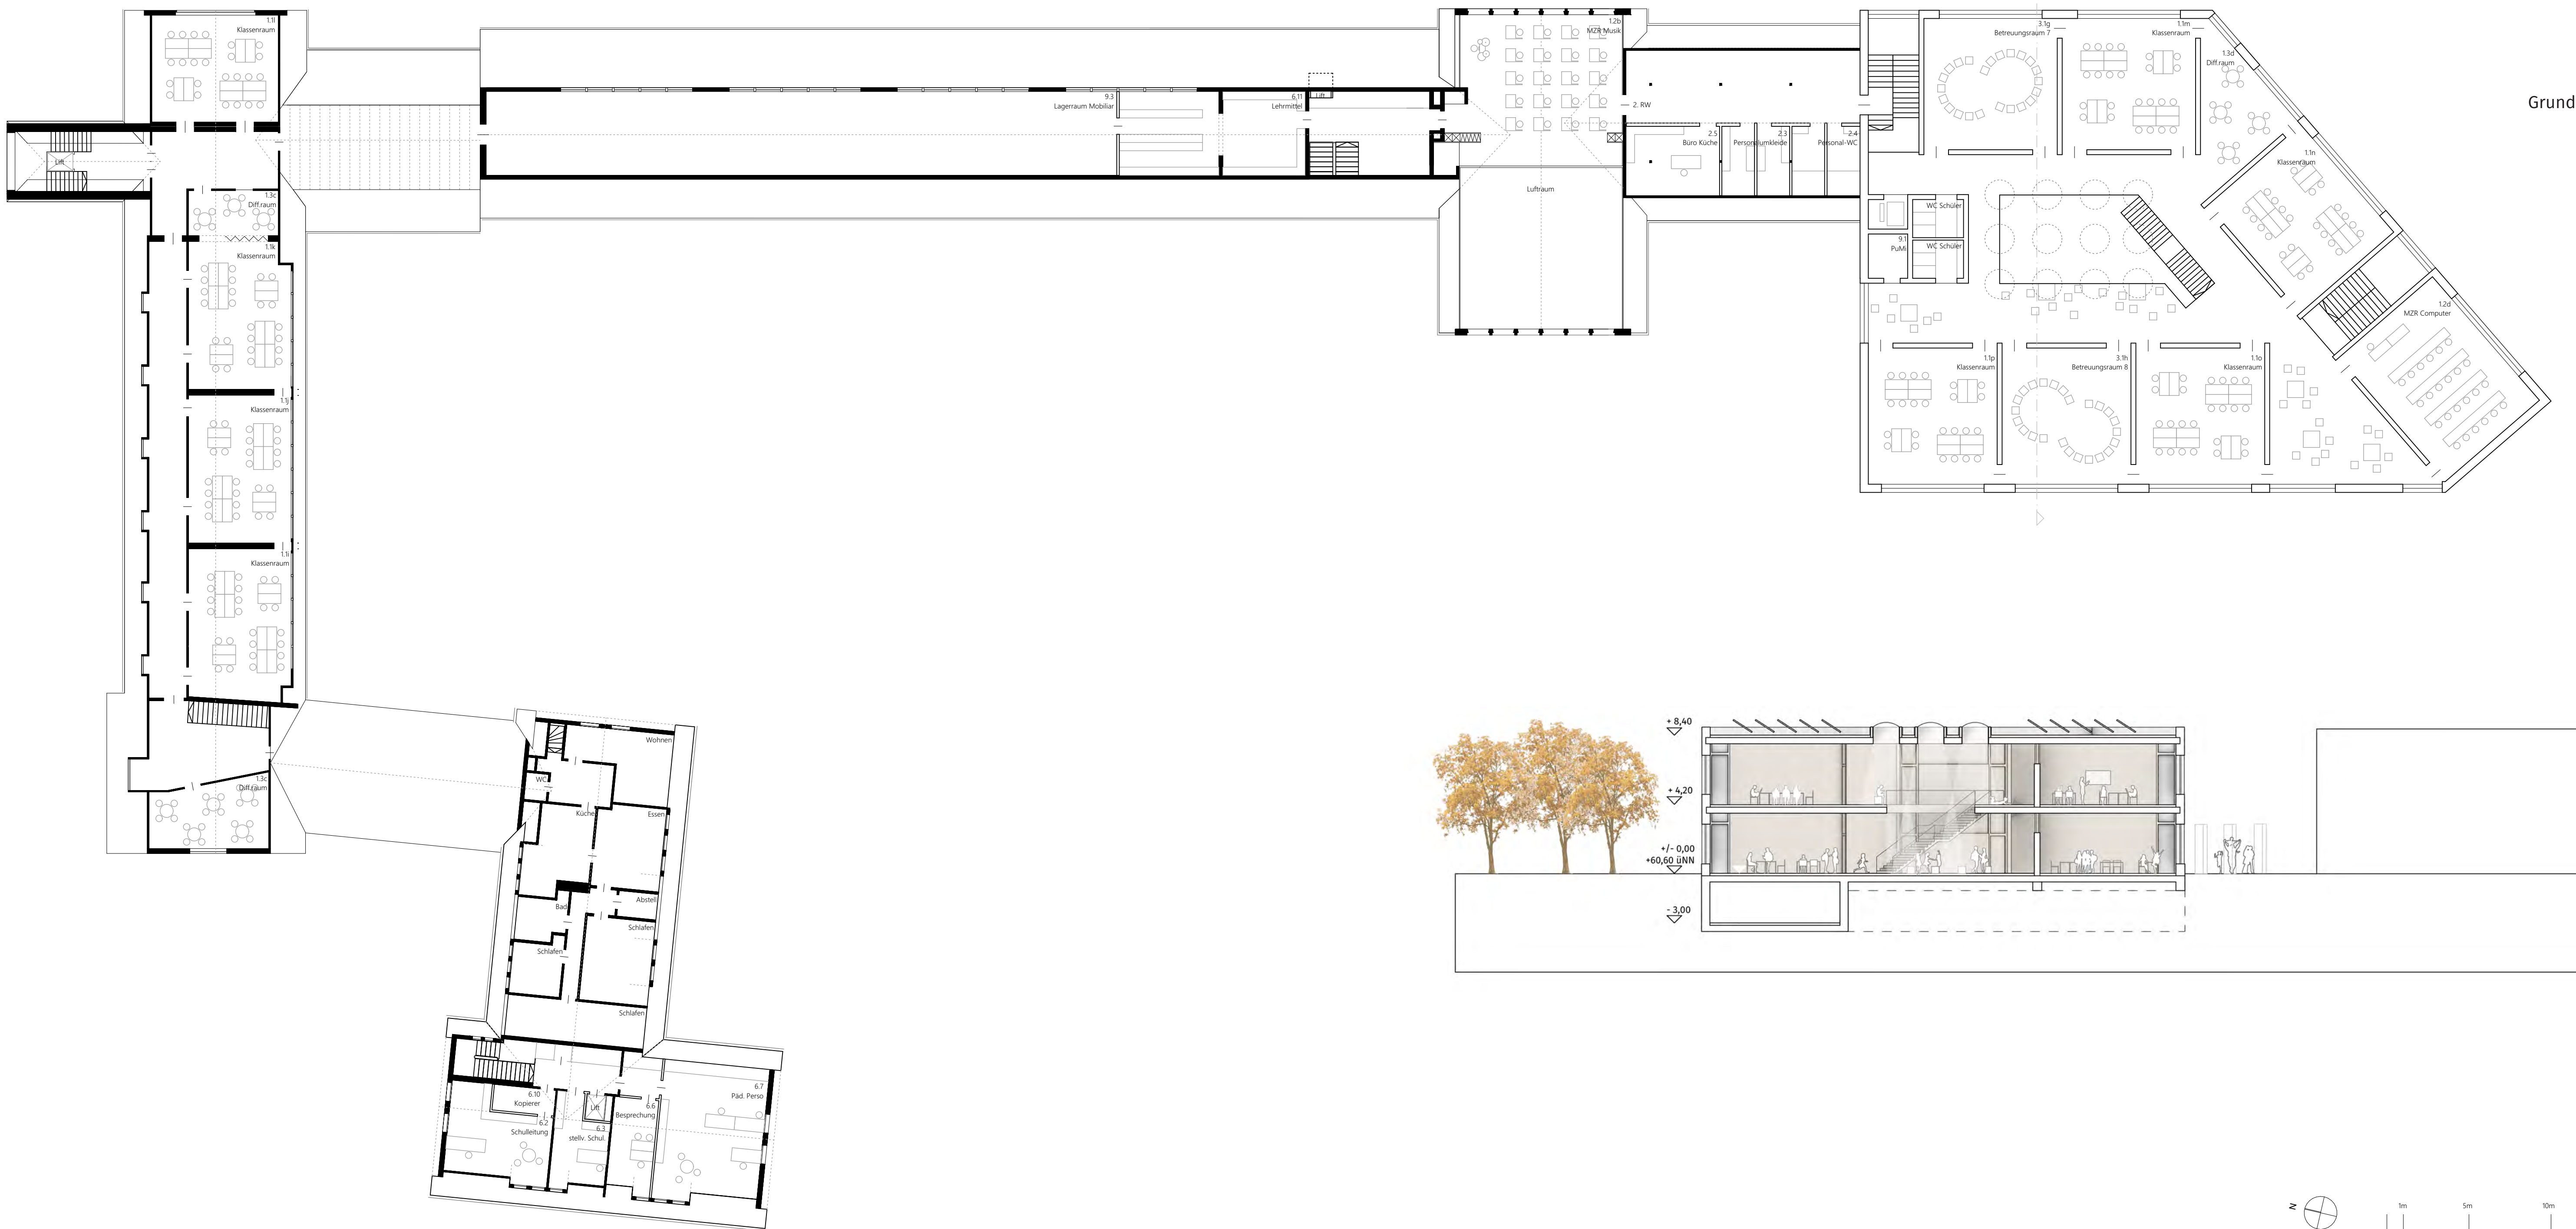 1.1l
Klassenraum
Lift
1.3c
Diff.raum
1.1k
Klassenraum
1.1j
Klassenraum
1.1i
Klassenraum
1.3c
Diff.raum
9.3
Lagerraum Mobiliar
6.11
Lehrmittel
Lift
1.2b
MZR Musik
2. RW
Luftraum
2.5
Büro Küche
2.3
Personalumkleide
2.4
Personal-WC
3.1g
Betreuungsraum 7
1.1m
Klassenraum
1.3d
Diff.raum
1.1n
Klassenraum
WC Schüler
9.1
PuMi
WC Schüler
1.2d
MZR Computer
1.1p
Klassenraum
3.1h
Betreuungsraum 8
1.1o
Klassenraum
Grund
Wohnen
WC
Küche
Essen
Bad
Abstell
Schlafen
Schlafen
Schlafen
6.10
Kopierer
6.2
Schulleitung
Lift
6.3
stellv. Schul.
6.6
Besprechung
6.7
Päd. Perso
+ 8,40
+ 4,20
+/- 0,00
+60,60 üNN
- 3,00
N
1m
5m
10m